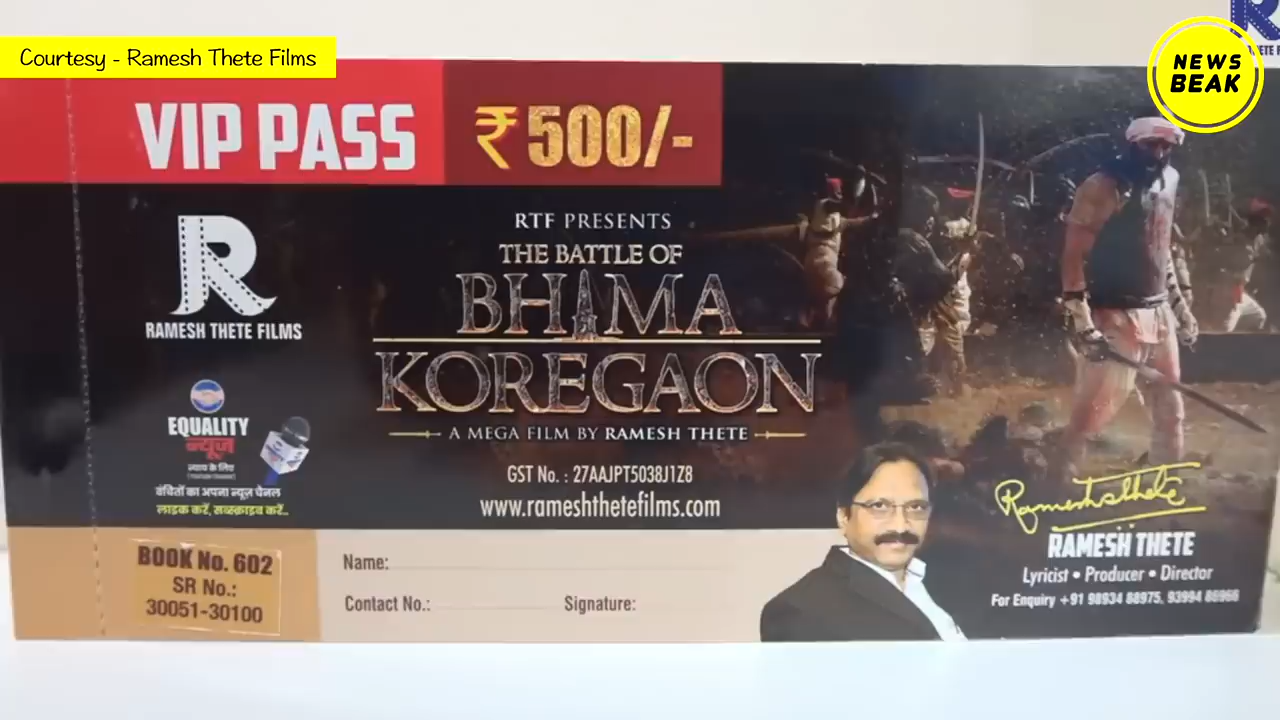 Courtesy - Ramesh Thete Films
NEWS
BEAK
VIP PASS
₹500/-
RTF PRESENTS
THE BATTLE OF
BHIMA
KOREGAON
A MEGA FILM BY RAMESH THETE
GST No. : 27AAJPT5038J1Z8
www.rameshthetefilms.com
R
RAMESH THETE FILMS
EQUALITY
न्यूज़
न्याय के लिए
वंचितों का अपना न्यूज़ चैनल
लाइक करें, सब्स्क्राइब करें..
BOOK No. 602
SR No.:
30051-30100
Name:
Contact No.:
Signature:
Rameshthete
RAMESH THETE
Lyricist • Producer • Director
For Enquiry +91 98934 88975, 93994 86966